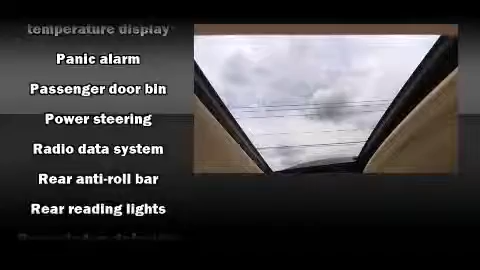 temperature display
Panic alarm
Passenger door bin
Power steering
Radio data system
Rear anti-roll bar
Rear reading lights